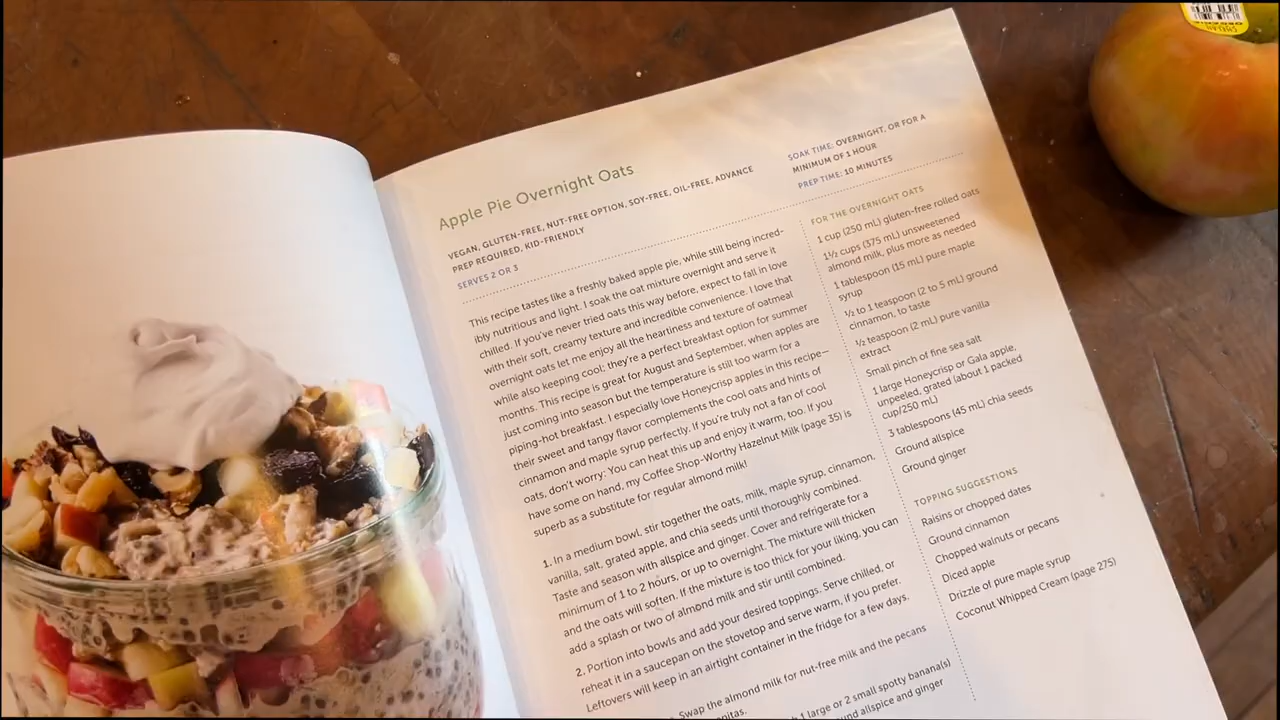 Apple Pie Overnight Oats
VEGAN, GLUTEN-FREE, NUT-FREE OPTION, SOY-FREE, OIL-FREE, ADVANCE
PREP REQUIRED, KID-FRIENDLY
SERVES 2 OR 3
SOAK TIME: OVERNIGHT, OR FOR A
MINIMUM OF 1 HOUR
PREP TIME: 10 MINUTES
This recipe tastes like a freshly baked apple pie, while still being incred-
ibly nutritious and light. I soak the oat mixture overnight and serve it
chilled. If you've never tried oats this way before, expect to fall in love
with their soft, creamy texture and incredible convenience. I love that
overnight oats let me enjoy all the heartiness and texture of oatmeal
while also keeping cool; they're a perfect breakfast option for summer
months. This recipe is great for August and September, when apples are
just coming into season but the temperature is still too warm for a
piping-hot breakfast. I especially love Honeycrisp apples in this recipe—
their sweet and tangy flavor complements the cool oats and hints of
cinnamon and maple syrup perfectly. If you're truly not a fan of cool
oats, don't worry: You can heat this up and enjoy it warm, too. If you
have some on hand, my Coffee Shop-Worthy Hazelnut Milk (page 35) is
superb as a substitute for regular almond milk!
1. In a medium bowl, stir together the oats, milk, maple syrup, cinnamon,
vanilla, salt, grated apple, and chia seeds until thoroughly combined.
Taste and season with allspice and ginger. Cover and refrigerate for a
minimum of 1 to 2 hours, or up to overnight. The mixture will thicken
and the oats will soften. If the mixture is too thick for your liking, you can
add a splash or two of almond milk and stir until combined.
2. Portion into bowls and add your desired toppings. Serve chilled, or
reheat it in a saucepan on the stovetop and serve warm, if you prefer.
Leftovers will keep in an airtight container in the fridge for a few days.
Swap the almond milk for nut-free milk and the pecans
1 large or 2 small spotty banana(s)
allspice and ginger
FOR THE OVERNIGHT OATS
1 cup (250 mL) gluten-free rolled oats
1½ cups (375 mL) unsweetened
almond milk, plus more as needed
1 tablespoon (15 mL) pure maple
syrup
½ to 1 teaspoon (2 to 5 mL) ground
cinnamon, to taste
½ teaspoon (2 mL) pure vanilla
extract
Small pinch of fine sea salt
1 large Honeycrisp or Gala apple,
unpeeled, grated (about 1 packed
cup/250 mL)
3 tablespoons (45 mL) chia seeds
Ground allspice
Ground ginger
TOPPING SUGGESTIONS
Raisins or chopped dates
Ground cinnamon
Chopped walnuts or pecans
Diced apple
Drizzle of pure maple syrup
Coconut Whipped Cream (page 275)